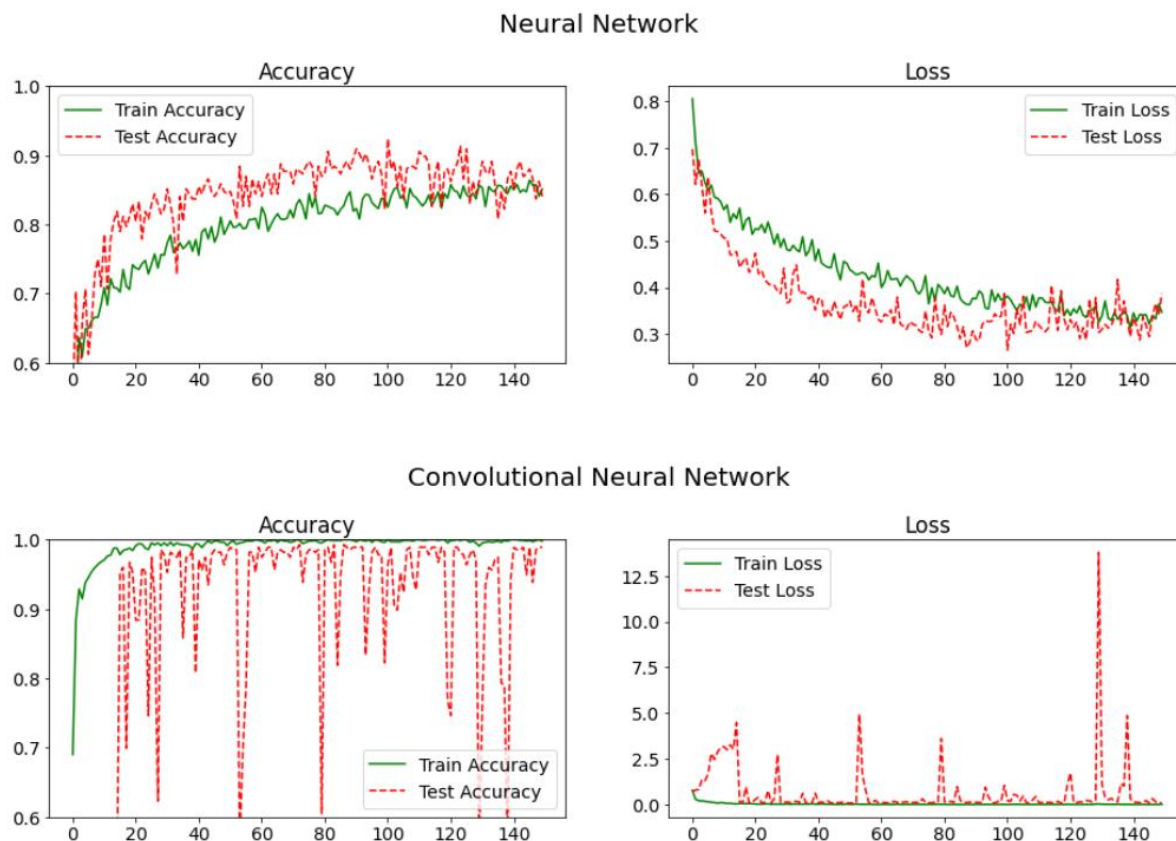 Neural Network
Accuracy
Loss
1.0
0.9
0.8
0.7
0.6
Train Accuracy
Test Accuracy
0 20 40 60 80 100 120 140
0.8
0.7
0.6
0.5
0.4
0.3
Train Loss
Test Loss
0 20 40 60 80 100 120 140
Convolutional Neural Network
Accuracy
Loss
1.0
0.9
0.8
0.7
0.6
Train Accuracy
Test Accuracy
0 20 40 60 80 100 120 140
12.5
10.0
7.5
5.0
2.5
0.0
Train Loss
Test Loss
0 20 40 60 80 100 120 140